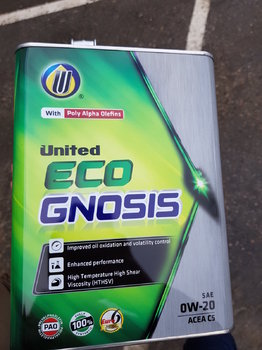 U
®
With Poly Alpha Olefins
United
ECO
GNOSIS
Improved oil oxidation and volatility control
Enhanced performance
High Temperature High Shear
Viscosity (HTHSV)
SAE
0W-20
ACEA C5
PAO
100%